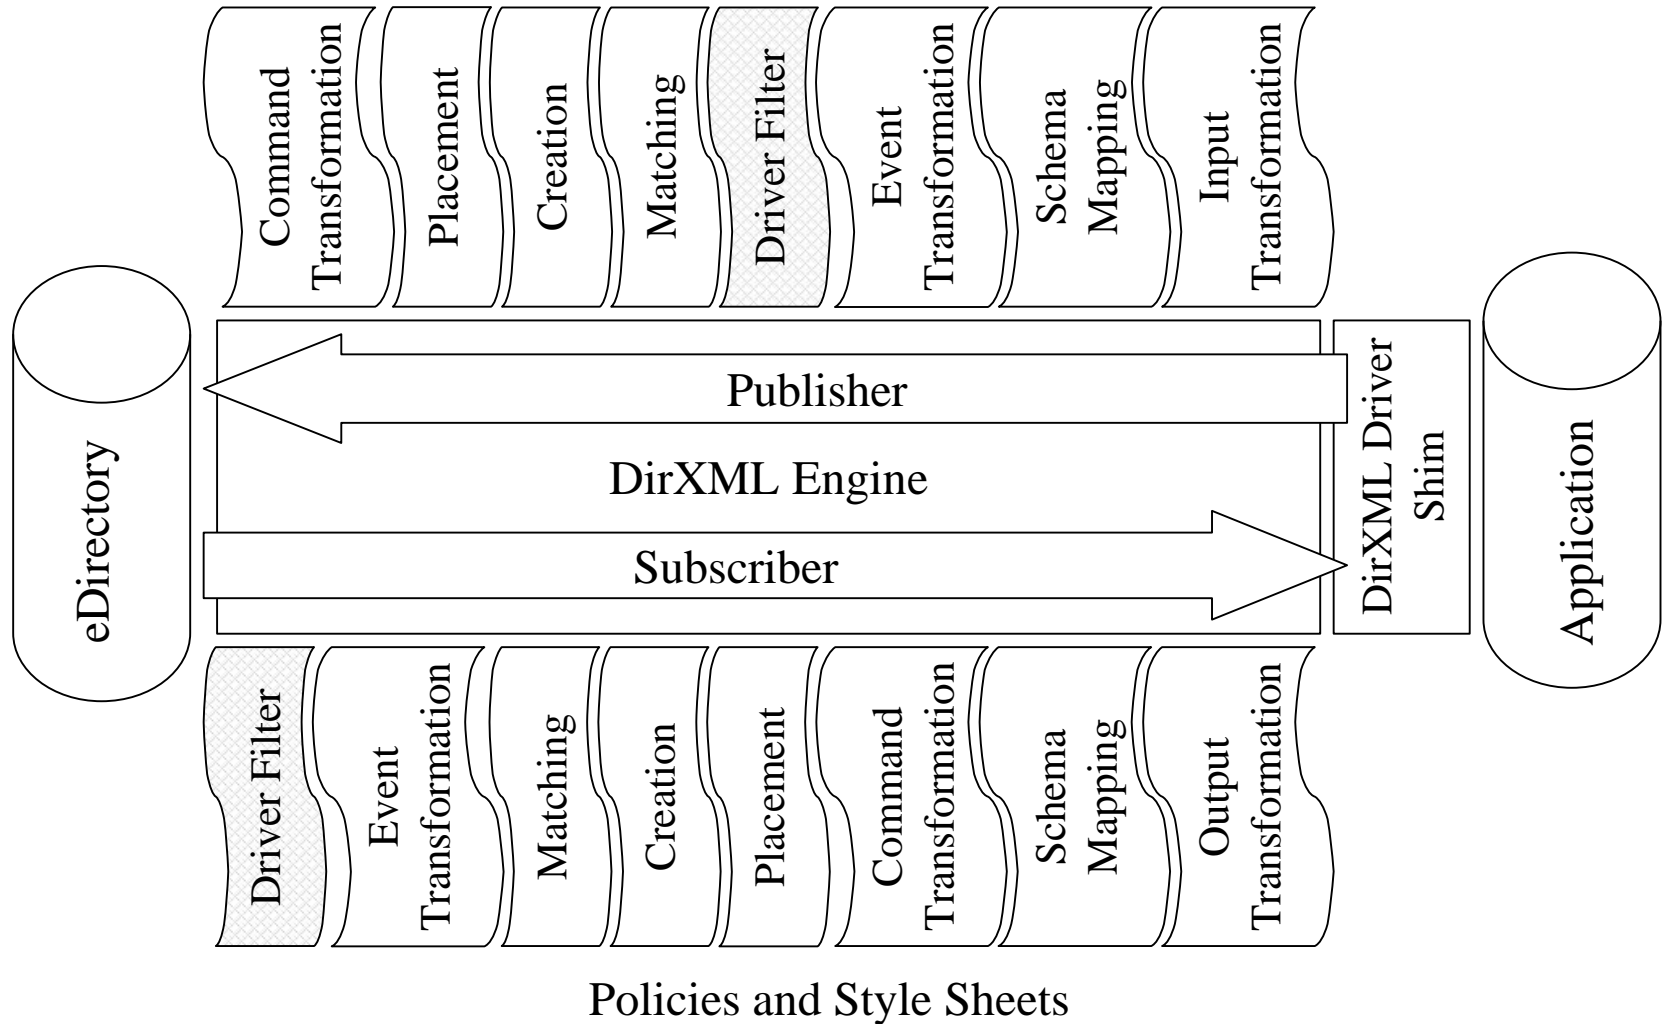 Command
Transformation
Placement
Creation
Matching
Driver Filter
Event
Transformation
Schema
Mapping
Input
Transformation
eDirectory
Publisher
DirXML Engine
Subscriber
DirXML Driver
Shim
Application
Driver Filter
Event
Transformation
Matching
Creation
Placement
Command
Transformation
Schema
Mapping
Output
Transformation
Policies and Style Sheets